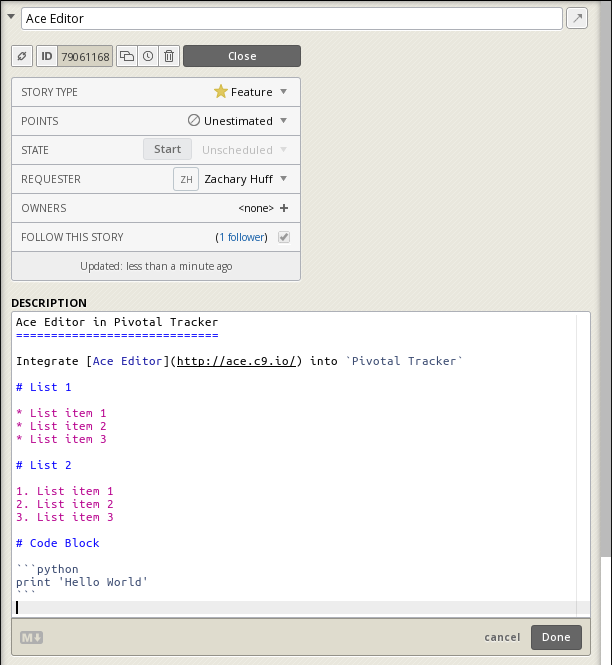 Ace Editor
ID 79061168 Close
STORY TYPE Feature
POINTS Unestimated
STATE Start Unscheduled
REQUESTER ZH Zachary Huff
OWNERS <none> +
FOLLOW THIS STORY (1 follower)
Updated: less than a minute ago
DESCRIPTION
Ace Editor in Pivotal Tracker
=============================
Integrate [Ace Editor](http://ace.c9.io/) into `Pivotal Tracker`
# List 1
* List item 1
* List item 2
* List item 3
# List 2
1. List item 1
2. List item 2
3. List item 3
# Code Block
```python
print 'Hello World'
```
M cancel Done